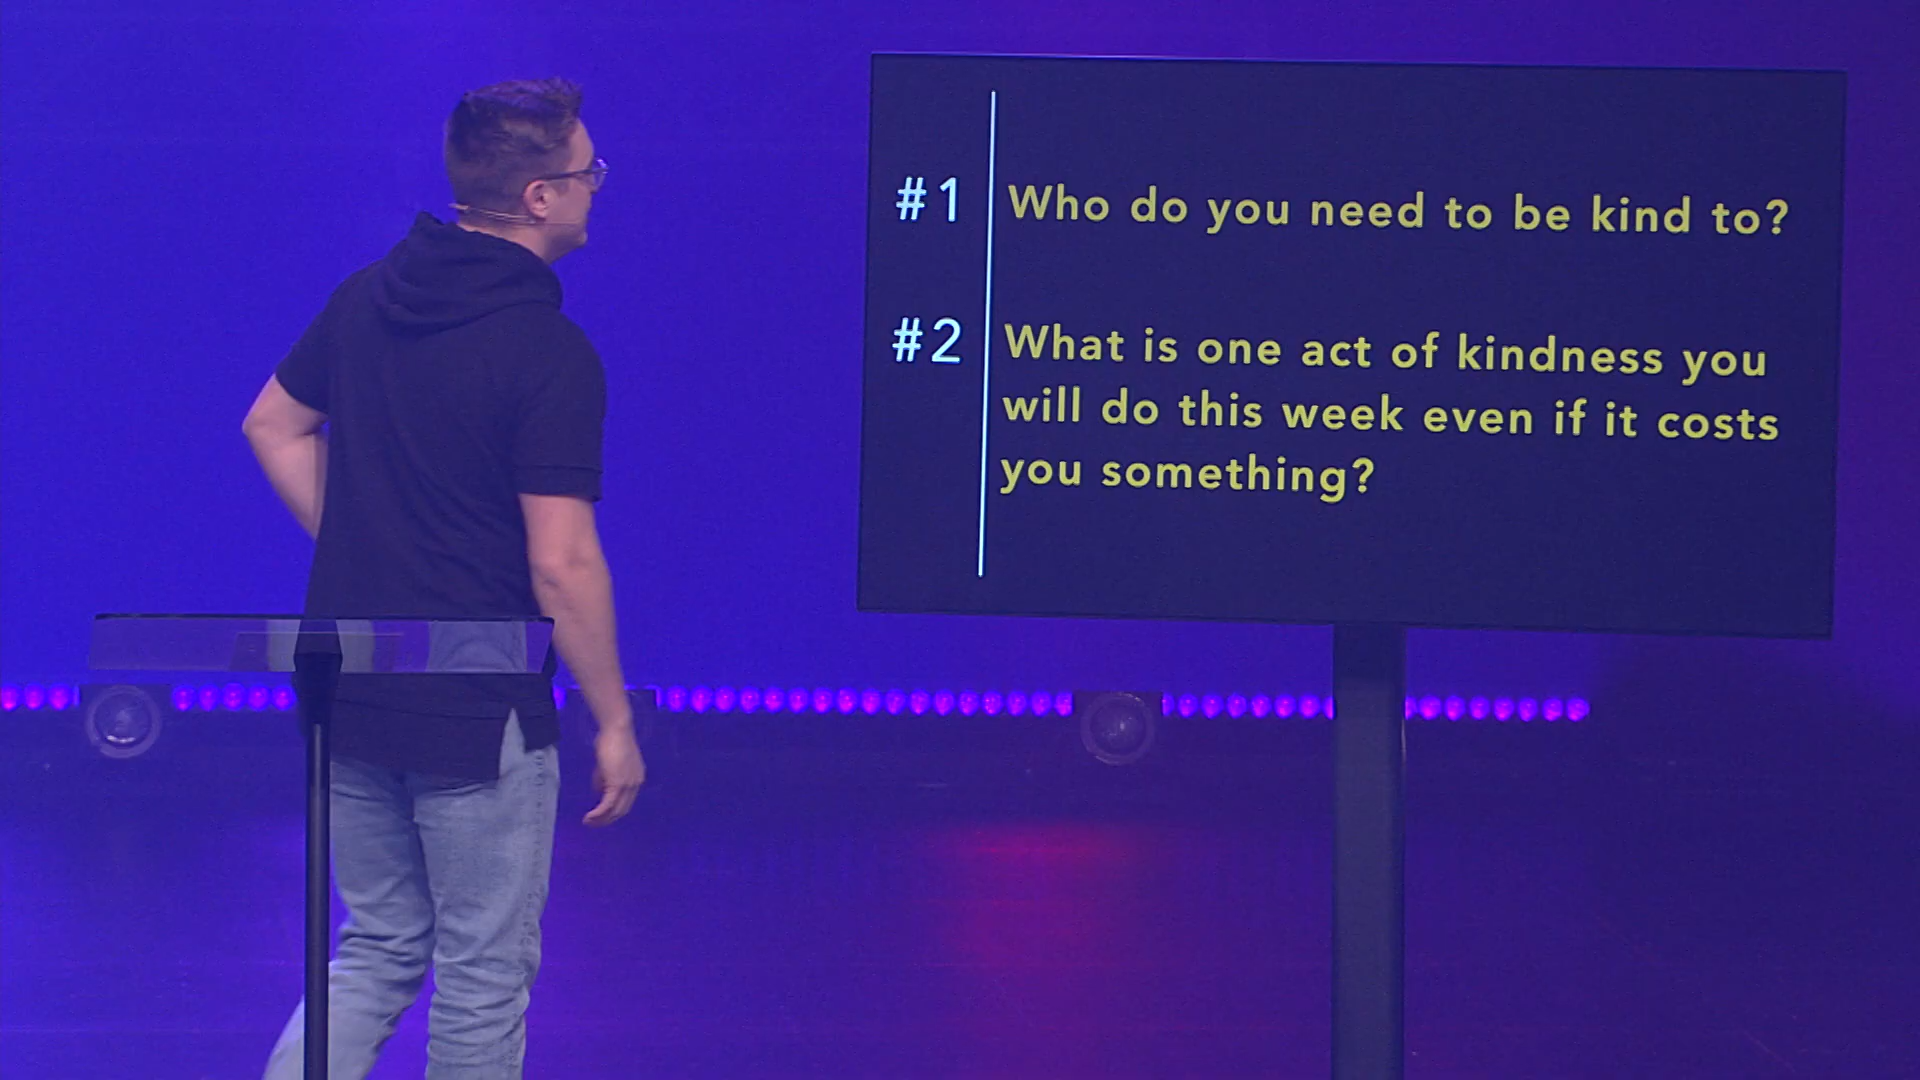 #1 Who do you need to be kind to?
#2 What is one act of kindness you
will do this week even if it costs
you something?